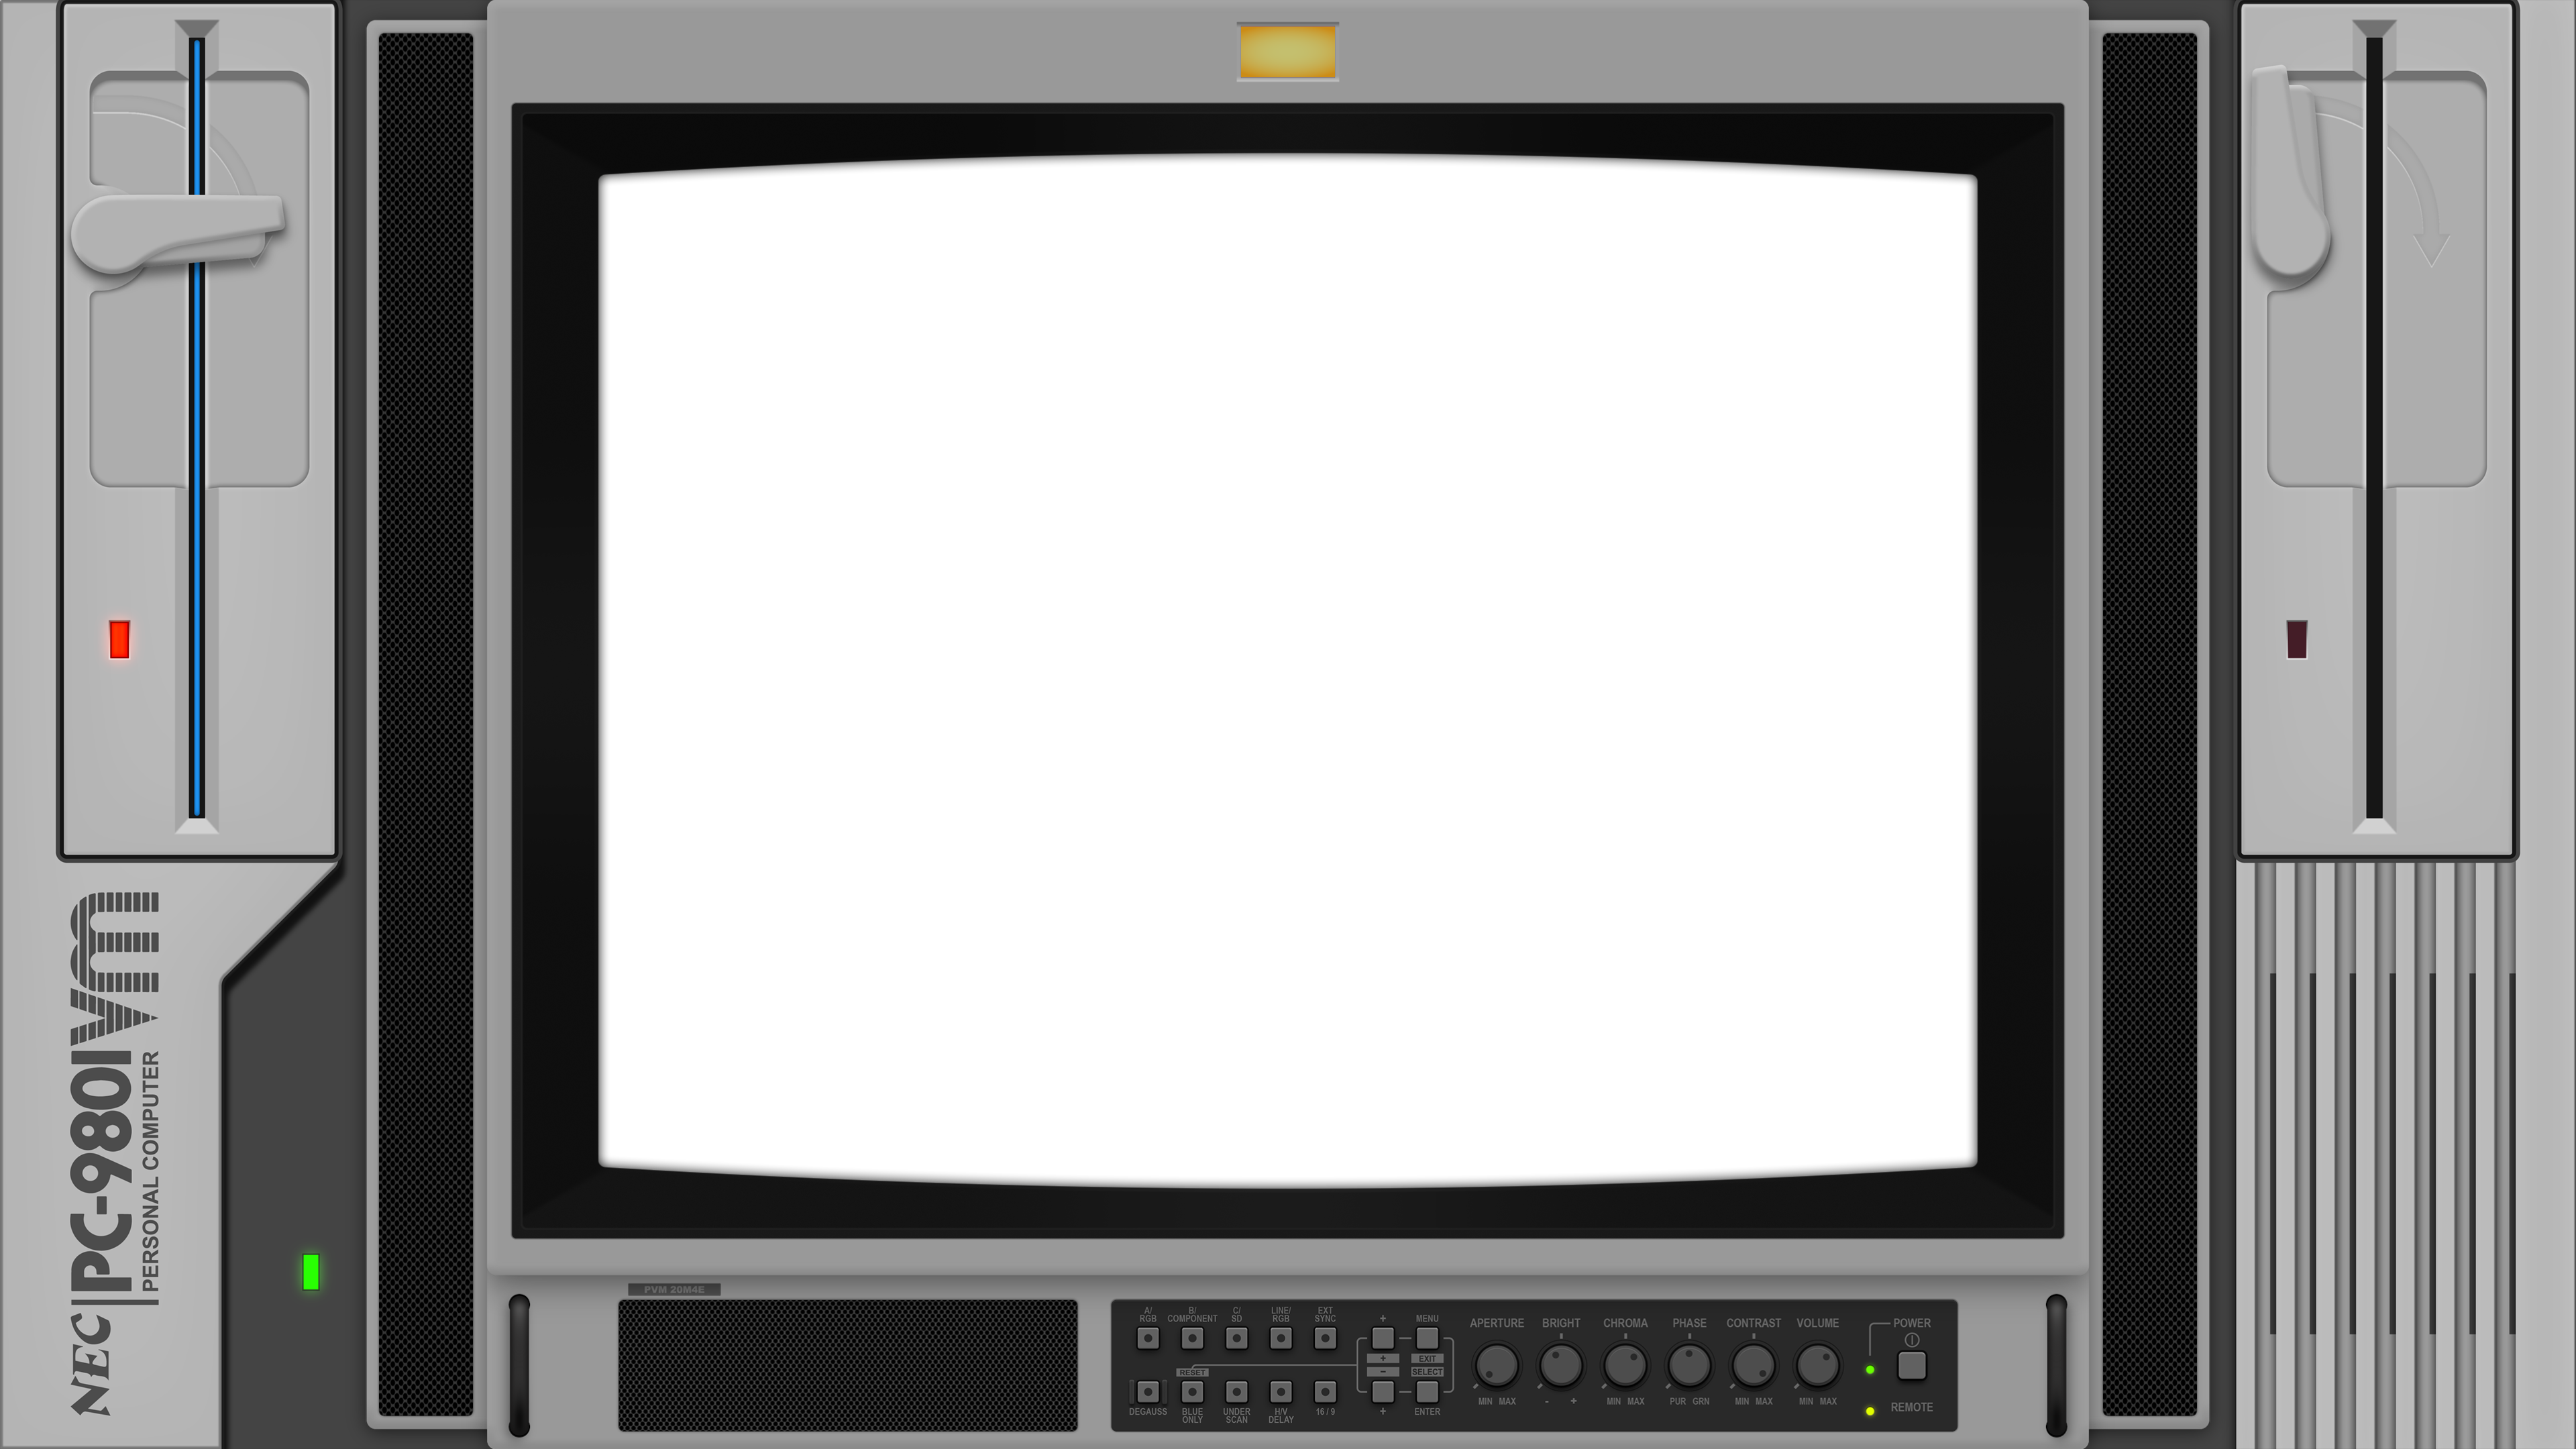 NEC PC-9801 VM
PERSONAL COMPUTER
PVM 20M4E
A/
RGB
B/
COMPONENT
C/
SD
LINE/
RGB
EXT
SYNC
+
MENU
+
EXIT
RESET
−
SELECT
DEGAUSS
BLUE
ONLY
UNDER
SCAN
H/V
DELAY
16 / 9
+
ENTER
APERTURE
BRIGHT
CHROMA
PHASE
CONTRAST
VOLUME
POWER
MIN MAX
- +
MIN MAX
PUR GRN
MIN MAX
MIN MAX
REMOTE